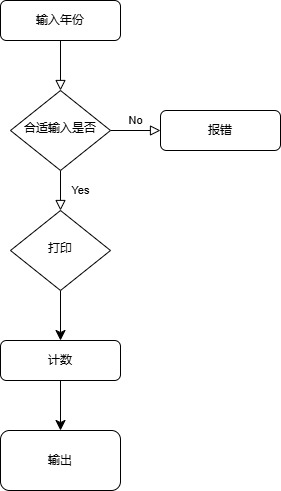 输入年份
合适输入是否
No
报错
Yes
打印
计数
输出